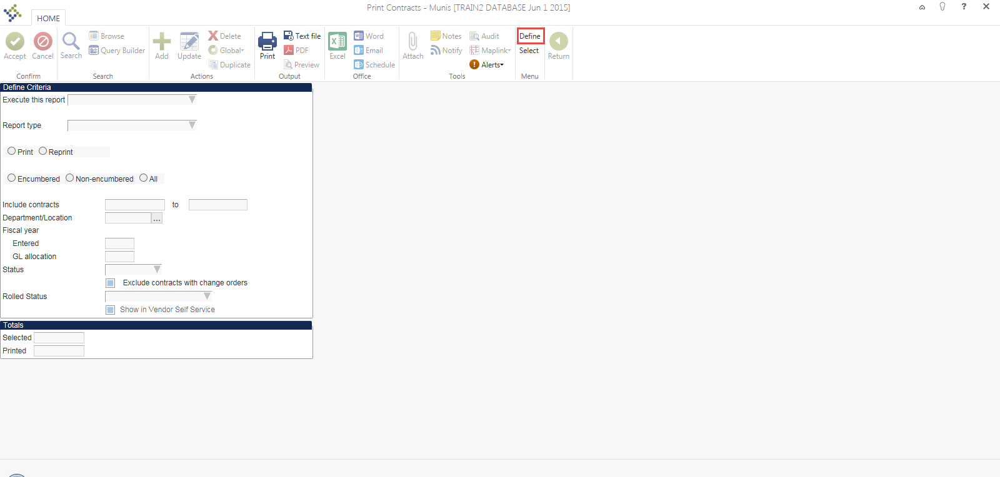 Print Contracts - Munis [TRAIN2 DATABASE Jun 1 2015]
HOME
Accept
Cancel
Confirm
Search
Browse
Query Builder
Search
Add
Update
Delete
Global
Duplicate
Actions
Print
Text file
PDF
Preview
Output
Excel
Word
Email
Schedule
Office
Attach
Notes
Notify
Audit
Maplink
Alerts
Tools
Define
Select
Menu
Return
Define Criteria
Execute this report
Report type
Print Reprint
Encumbered Non-encumbered All
Include contracts to
Department/Location ...
Fiscal year
Entered
GL allocation
Status
Exclude contracts with change orders
Rolled Status
Show in Vendor Self Service
Totals
Selected
Printed